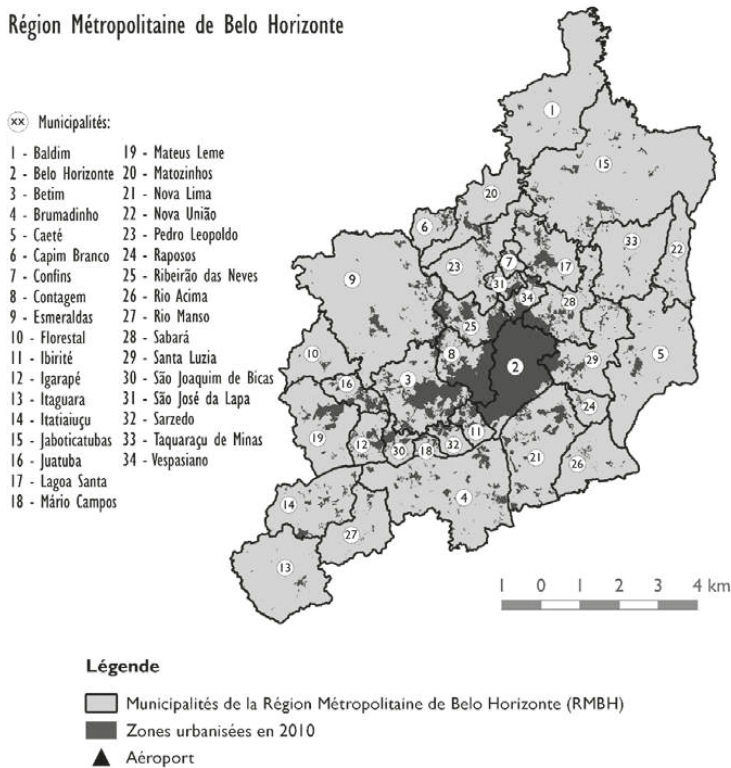 Région Métropolitaine de Belo Horizonte
xx Municipalités:
1 - Baldim
2 - Belo Horizonte
3 - Betim
4 - Brumadinho
5 - Caeté
6 - Capim Branco
7 - Confins
8 - Contagem
9 - Esmeraldas
10 - Florestal
11 - Ibirité
12 - Igarapé
13 - Itaguara
14 - Itatiaiuçu
15 - Jaboticatubas
16 - Juatuba
17 - Lagoa Santa
18 - Mário Campos
19 - Mateus Leme
20 - Matozinhos
21 - Nova Lima
22 - Nova União
23 - Pedro Leopoldo
24 - Raposos
25 - Ribeirão das Neves
26 - Rio Acima
27 - Rio Manso
28 - Sabará
29 - Santa Luzia
30 - São Joaquim de Bicas
31 - São José da Lapa
32 - Sarzedo
33 - Taquaraçu de Minas
34 - Vespasiano
1
15
20
6
33
22
23
7
17
9
31
34
28
25
10
8
2
29
5
16
3
24
19
12
30
18
32
11
21
26
14
4
27
13
1 0 1 2 3 4 km
Légende
Municipalités de la Région Métropolitaine de Belo Horizonte (RMBH)
Zones urbanisées en 2010
Aéroport